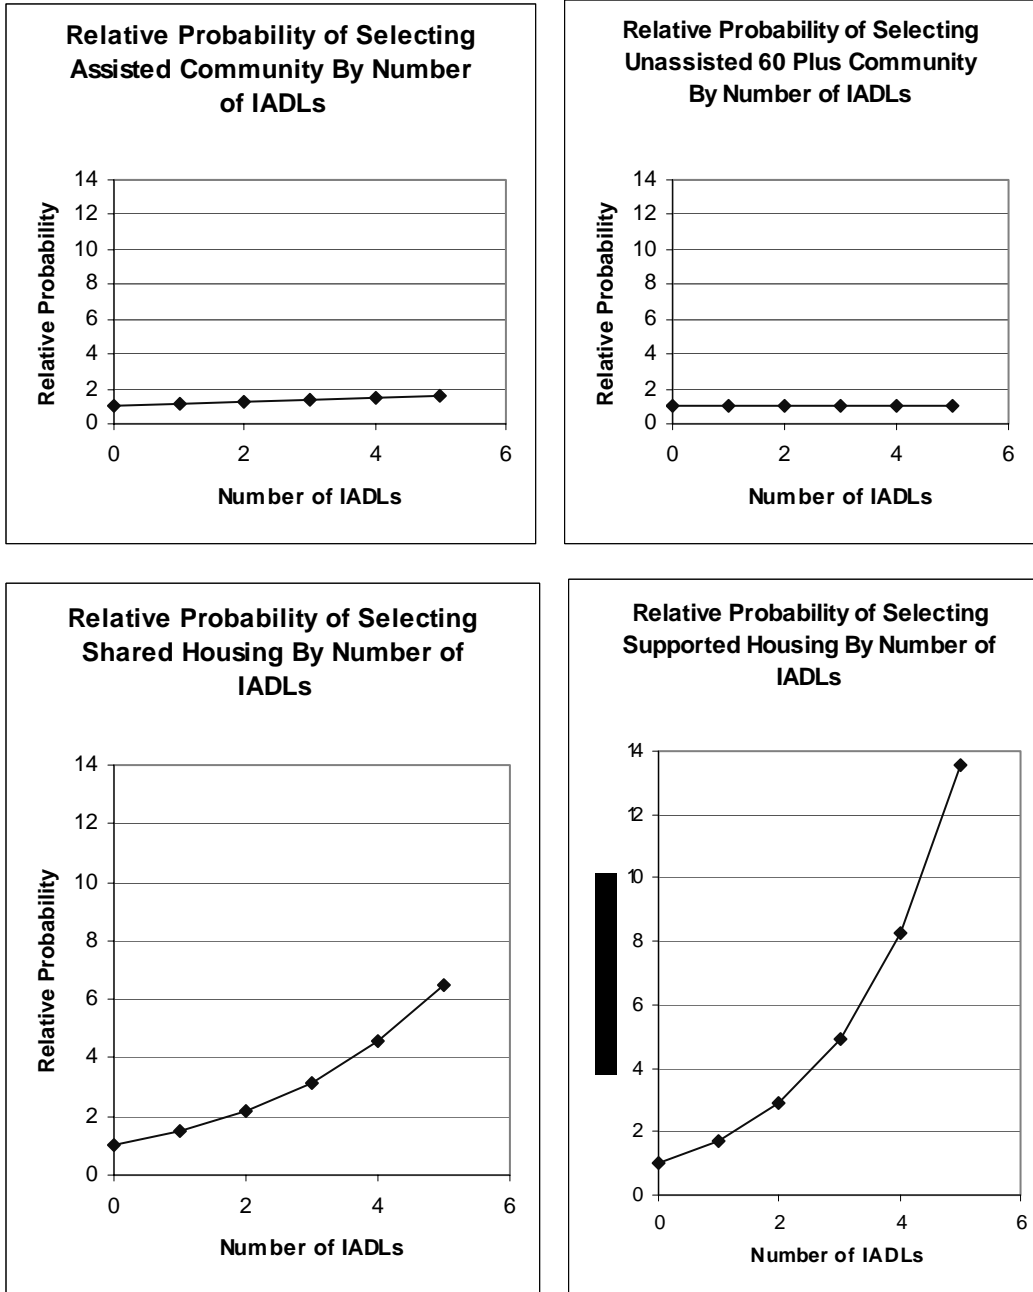 Relative Probability of Selecting
Assisted Community By Number
of IADLs
14
12
10
8
6
4
2
0
0 2 4 6
Relative Probability
Number of IADLs
Relative Probability of Selecting
Unassisted 60 Plus Community
By Number of IADLs
14
12
10
8
6
4
2
0
0 2 4 6
Relative Probability
Number of IADLs
Relative Probability of Selecting
Shared Housing By Number of
IADLs
14
12
10
8
6
4
2
0
0 2 4 6
Relative Probability
Number of IADLs
Relative Probability of Selecting
Supported Housing By Number of
IADLs
14
12
10
8
6
4
2
0
0 2 4 6
Number of IADLs